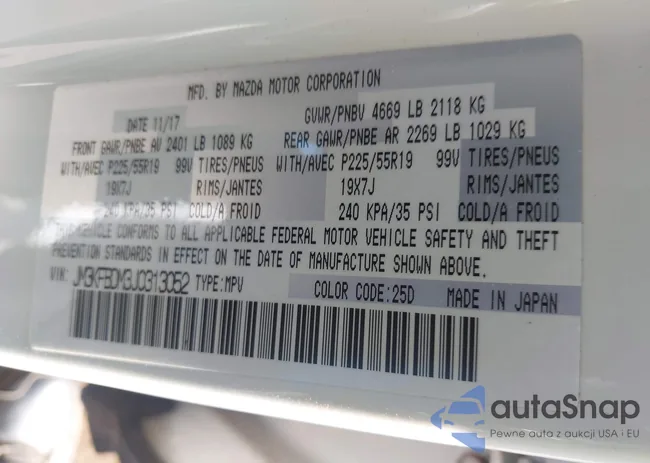 MFD. BY MAZDA MOTOR CORPORATION
DATE 11/17 GVWR/PNBV 4669 LB 2118 KG
FRONT GAWR/PNBE AV 2401 LB 1089 KG REAR GAWR/PNBE AR 2269 LB 1029 KG
WITH/AVEC P225/55R19 99V TIRES/PNEUS WITH/AVEC P225/55R19 99V TIRES/PNEUS
19X7J RIMS/JANTES 19X7J RIMS/JANTES
240 KPA/35 PSI COLD/A FROID 240 KPA/35 PSI COLD/A FROID
THIS VEHICLE CONFORMS TO ALL APPLICABLE FEDERAL MOTOR VEHICLE SAFETY AND THEFT
PREVENTION STANDARDS IN EFFECT ON THE DATE OF MANUFACTURE SHOWN ABOVE.
VIN: JM3KFBDM3J0313052 TYPE:MPV COLOR CODE:25D MADE IN JAPAN
autaSnap
Pewne auta z aukcji USA i EU